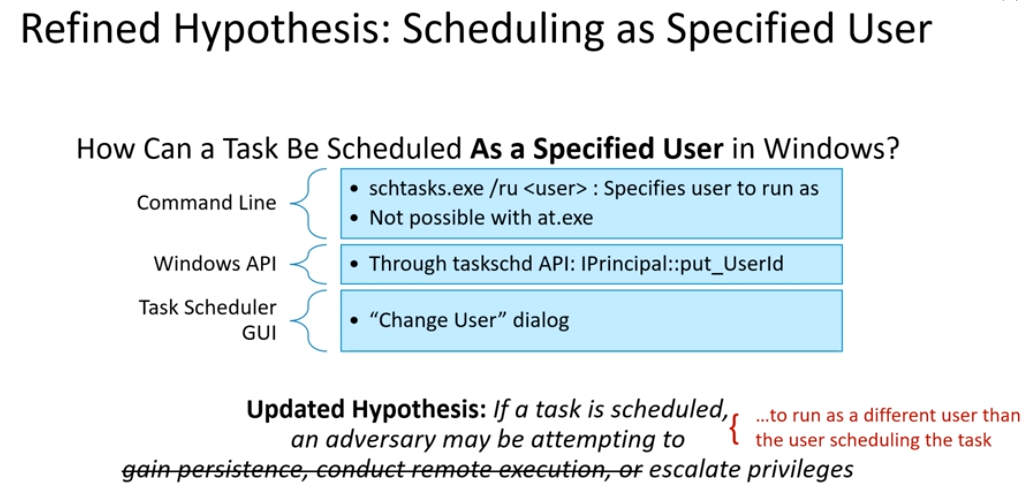 Refined Hypothesis: Scheduling as Specified User
How Can a Task Be Scheduled As a Specified User in Windows?
Command Line
• schtasks.exe /ru <user> : Specifies user to run as
• Not possible with at.exe
Windows API
• Through taskschd API: IPrincipal::put_UserId
Task Scheduler
GUI
• “Change User” dialog
Updated Hypothesis: If a task is scheduled,
an adversary may be attempting to
gain persistence, conduct remote execution, or escalate privileges
...to run as a different user than
the user scheduling the task